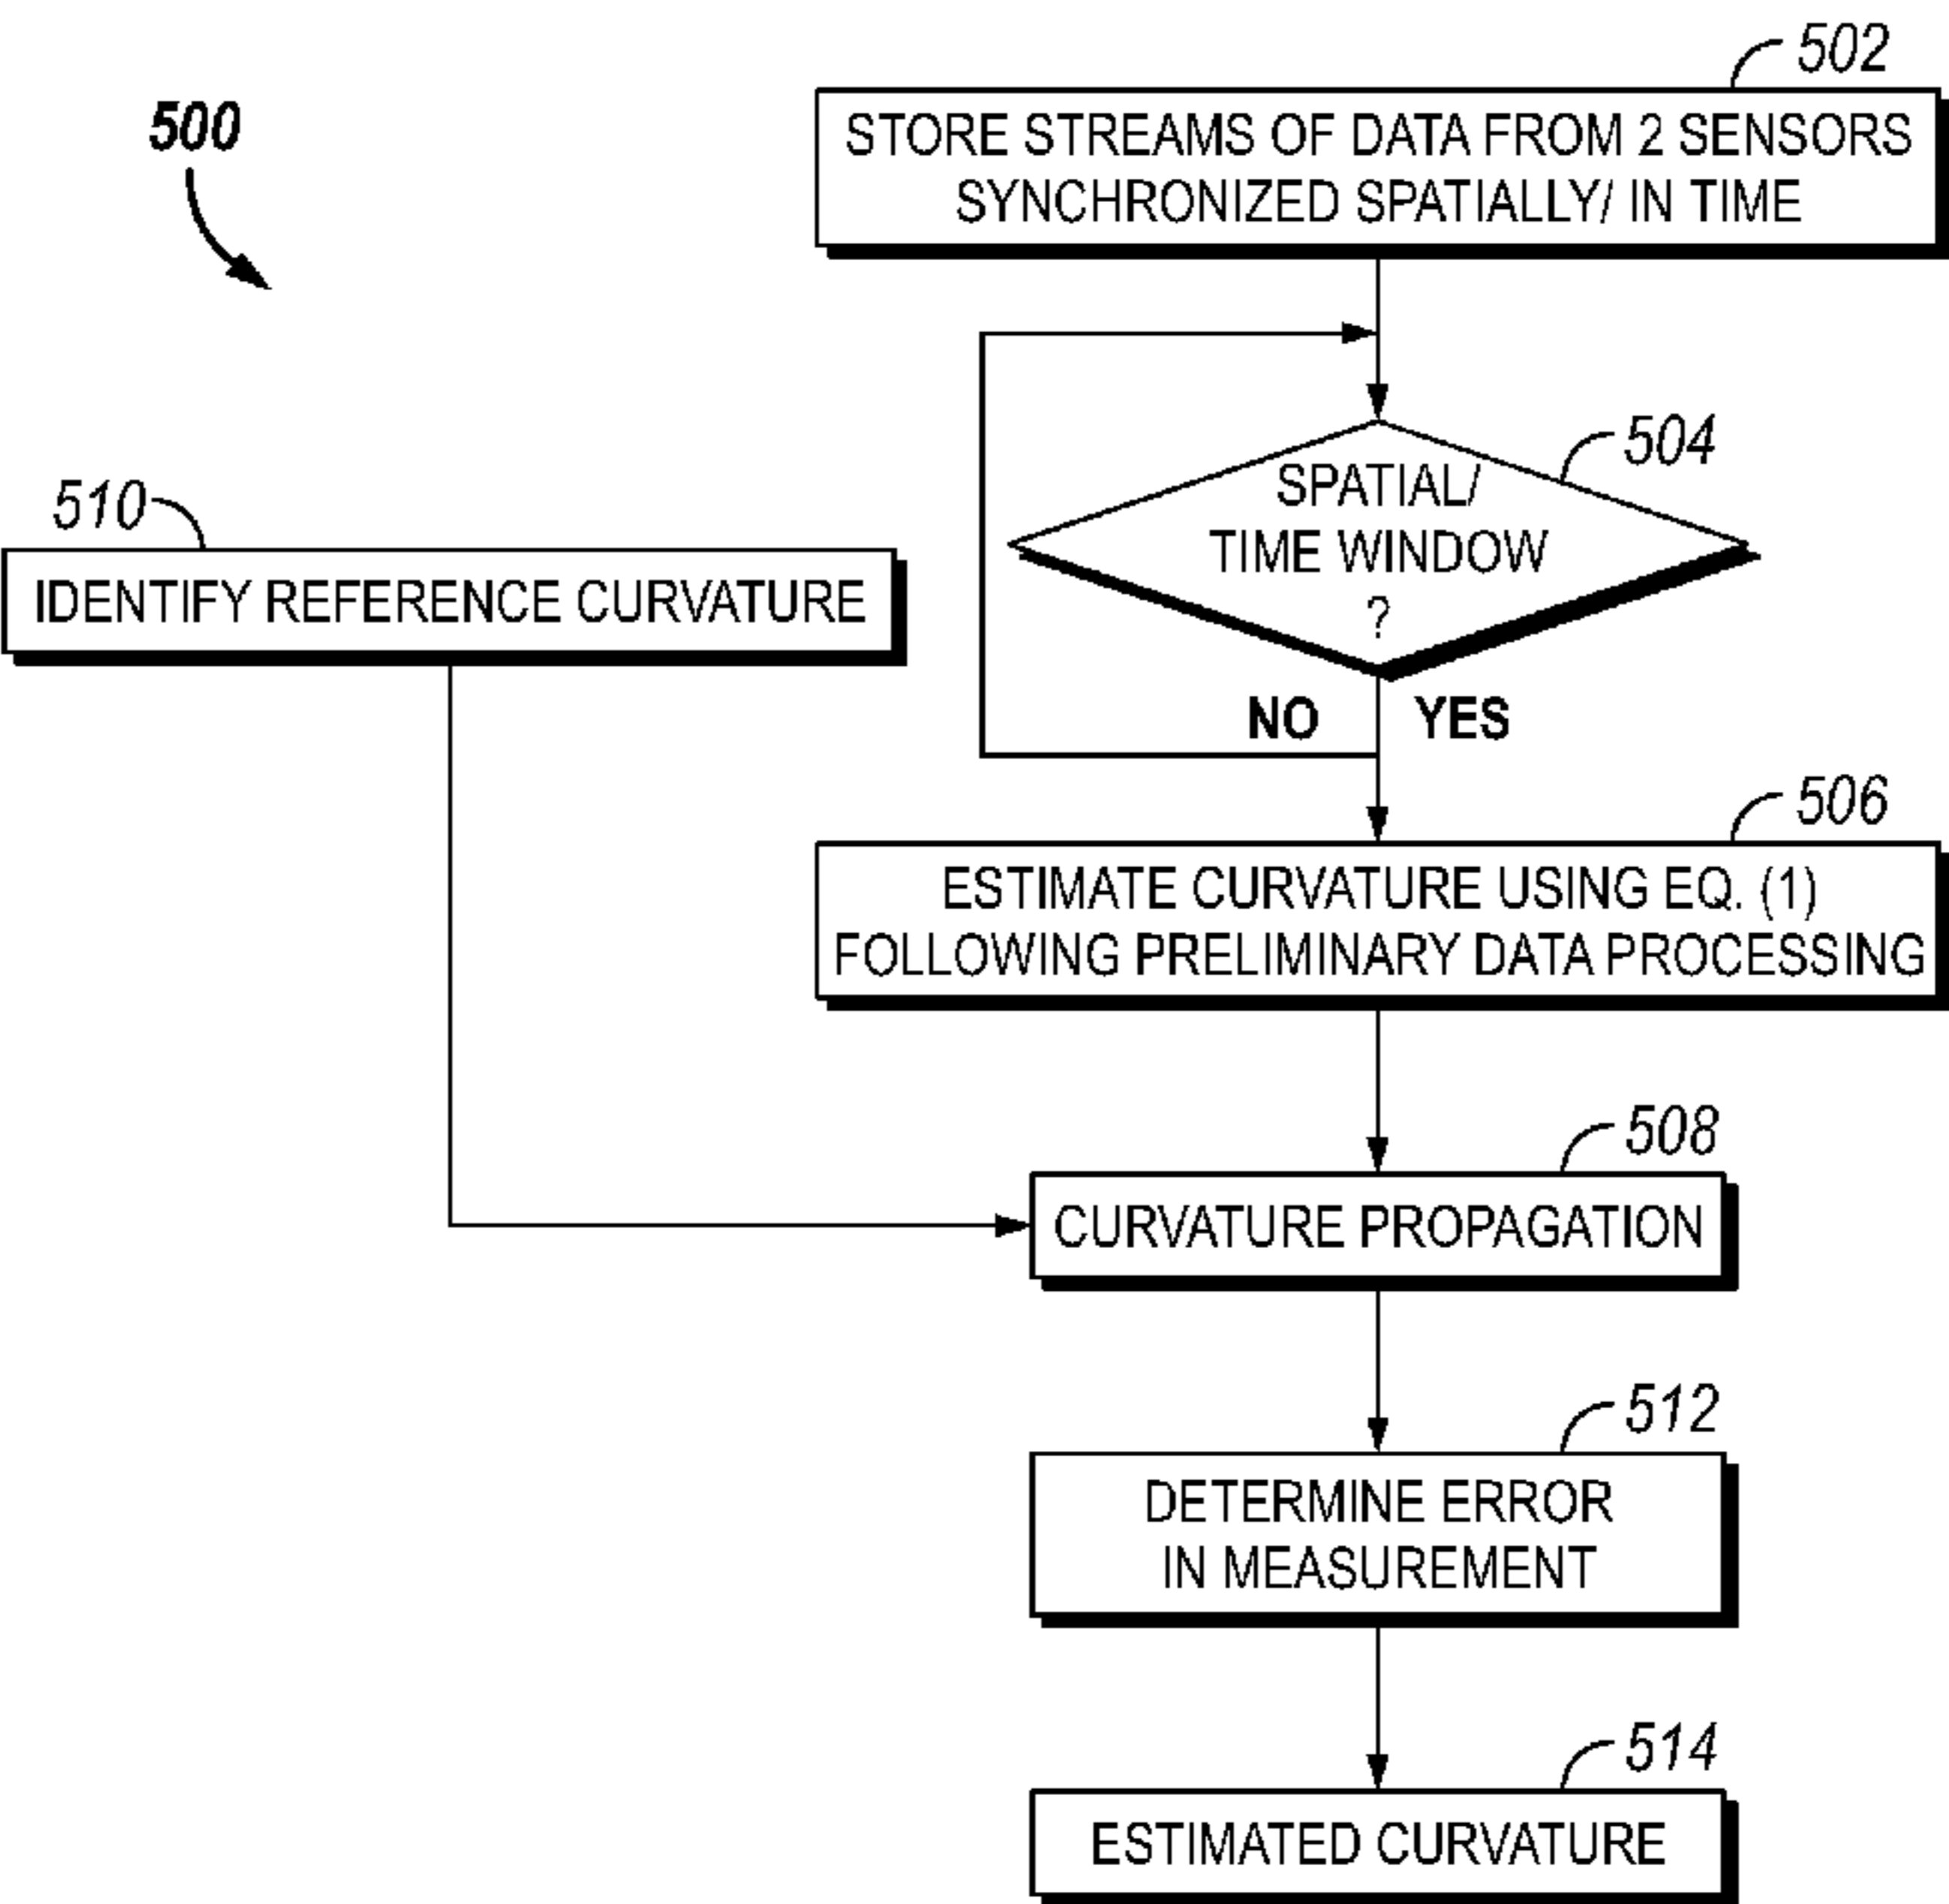 500
502
STORE STREAMS OF DATA FROM 2 SENSORS
SYNCHRONIZED SPATIALLY/ IN TIME
504
SPATIAL/
TIME WINDOW
?
NO YES
510
IDENTIFY REFERENCE CURVATURE
506
ESTIMATE CURVATURE USING EQ. (1)
FOLLOWING PRELIMINARY DATA PROCESSING
508
CURVATURE PROPAGATION
512
DETERMINE ERROR
IN MEASUREMENT
514
ESTIMATED CURVATURE